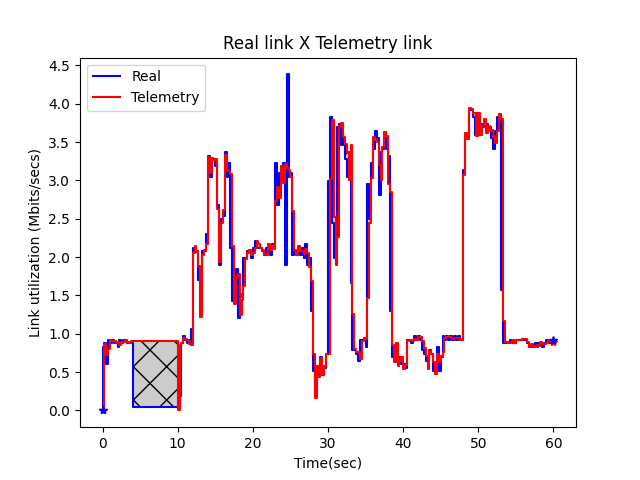 Real link X Telemetry link
Real
Telemetry
Link utilization (Mbits/secs)
4.5
4.0
3.5
3.0
2.5
2.0
1.5
1.0
0.5
0.0
0 10 20 30 40 50 60
Time(sec)